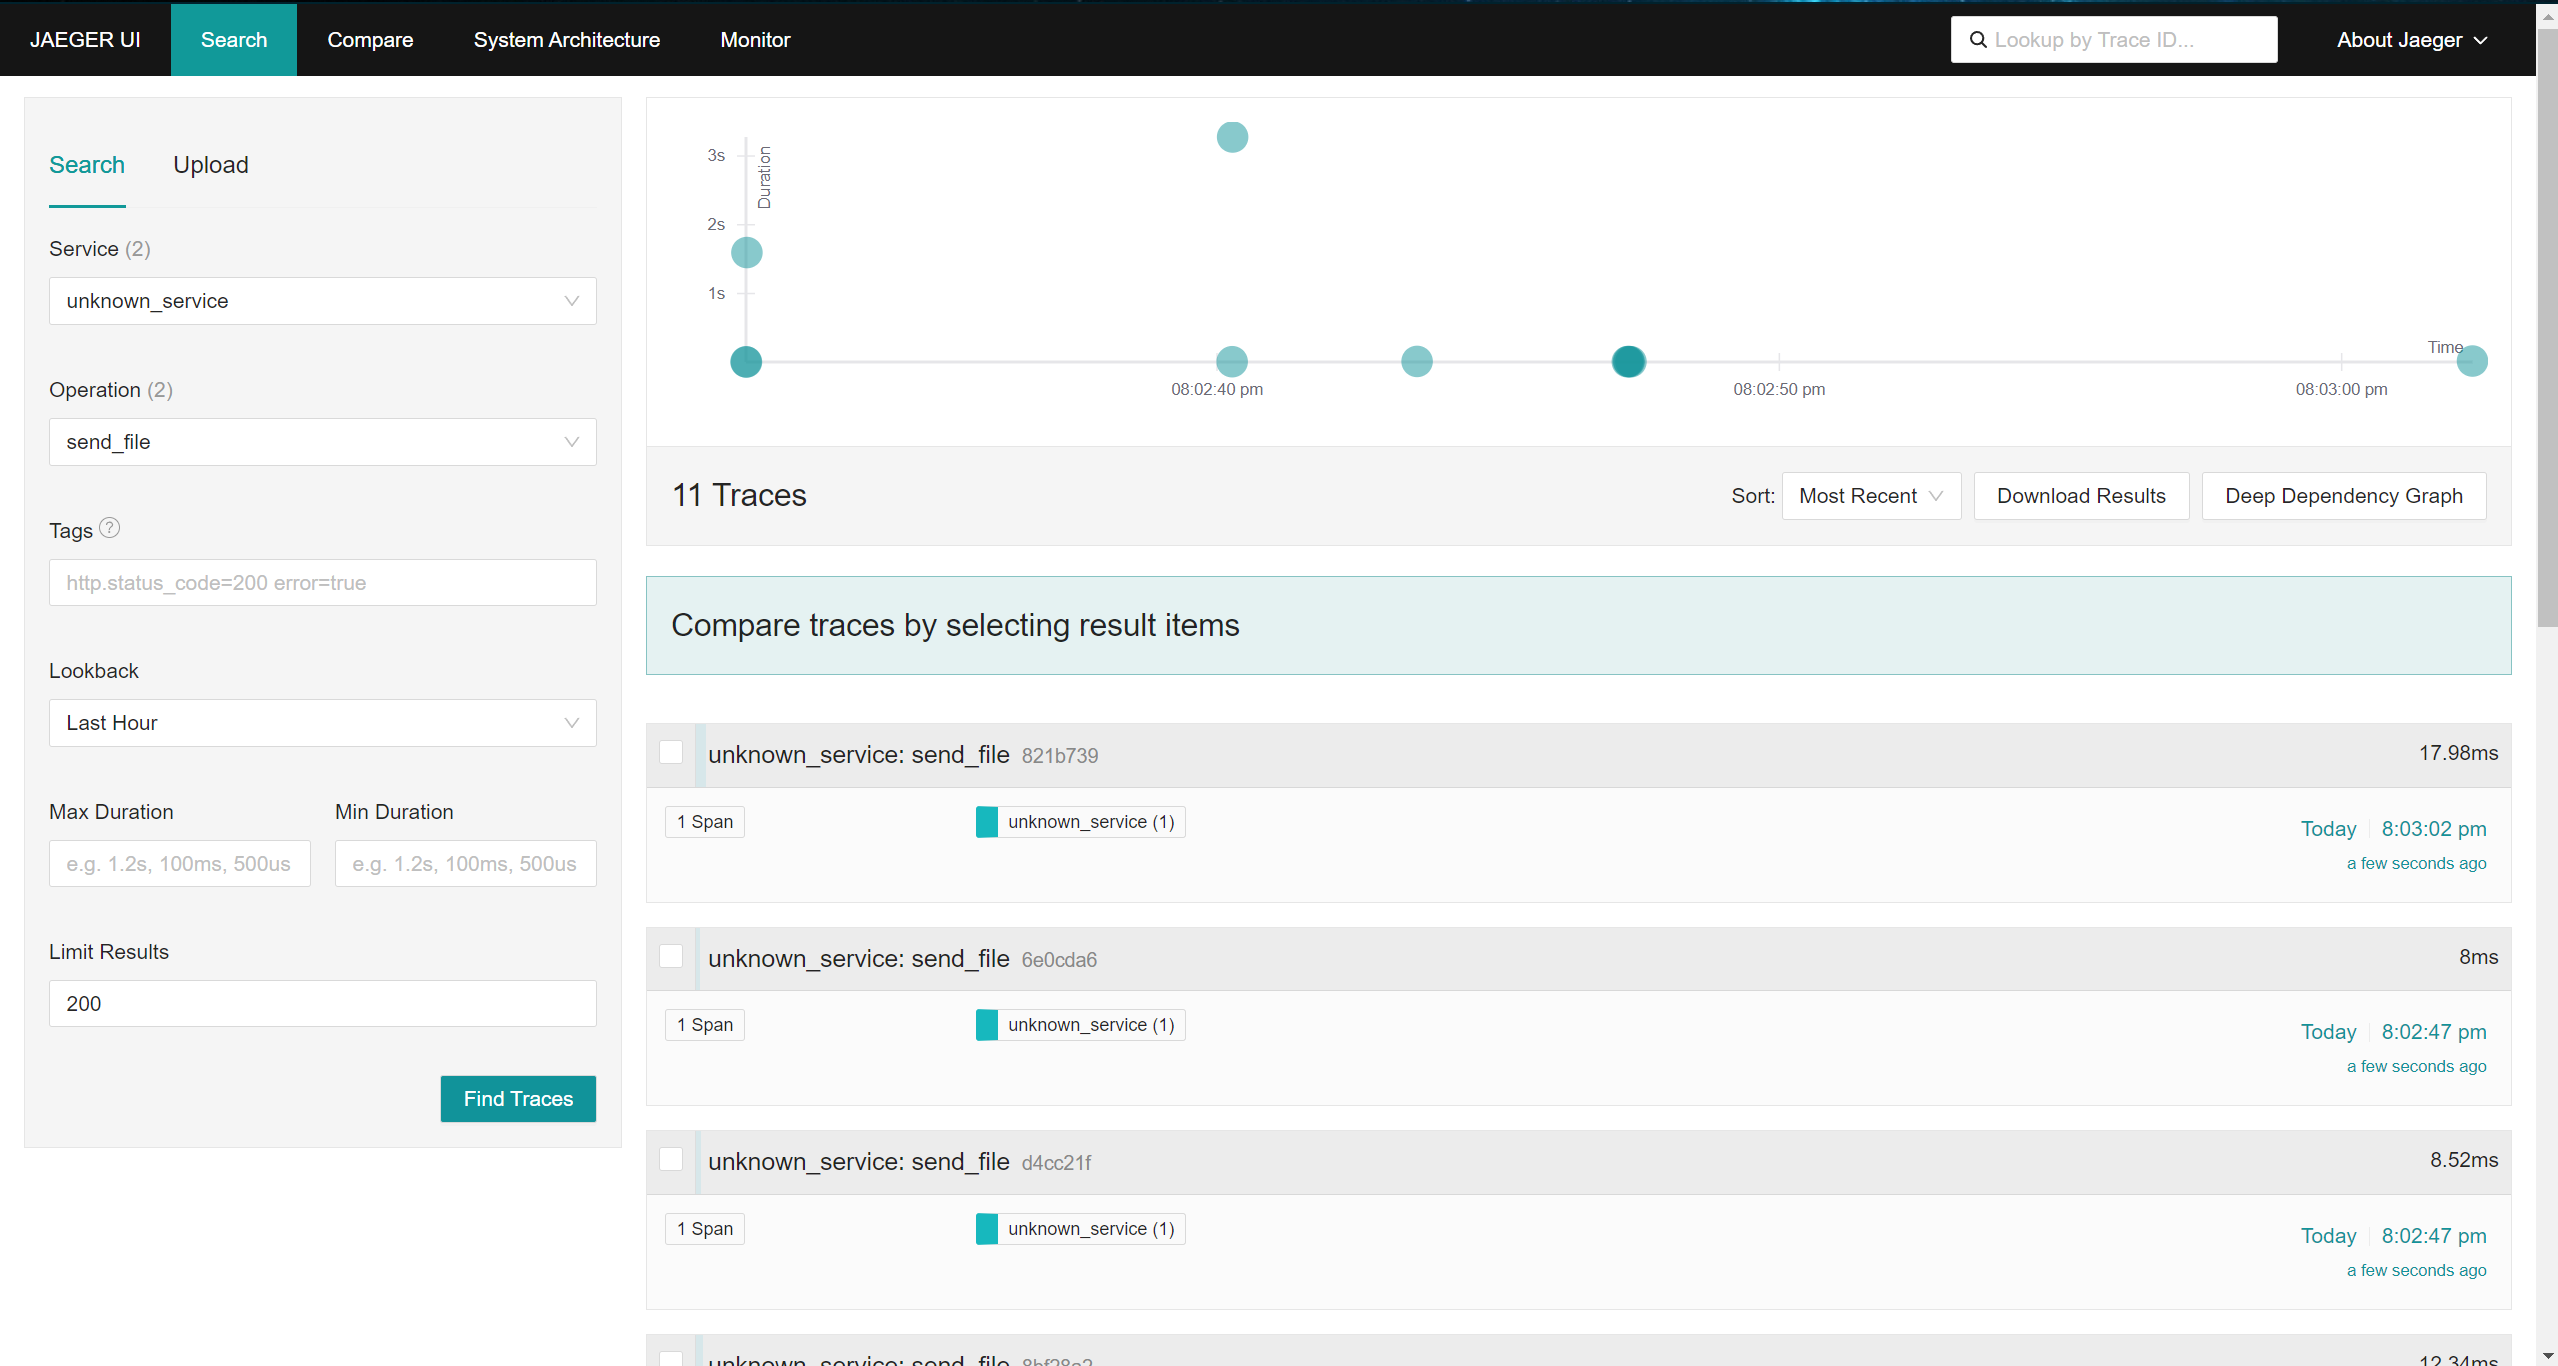 JAEGER UI Search Compare System Architecture Monitor Lookup by Trace ID... About Jaeger
Search Upload
Service (2)
unknown_service
Operation (2)
send_file
Tags ?
http.status_code=200 error=true
Lookback
Last Hour
Max Duration Min Duration
e.g. 1.2s, 100ms, 500us e.g. 1.2s, 100ms, 500us
Limit Results
200
Find Traces
3s
2s
1s
Duration
Time
08:02:40 pm 08:02:50 pm 08:03:00 pm
11 Traces Sort: Most Recent Download Results Deep Dependency Graph
Compare traces by selecting result items
unknown_service: send_file 821b739 17.98ms
1 Span unknown_service (1) Today 8:03:02 pm
a few seconds ago
unknown_service: send_file 6e0cda6 8ms
1 Span unknown_service (1) Today 8:02:47 pm
a few seconds ago
unknown_service: send_file d4cc21f 8.52ms
1 Span unknown_service (1) Today 8:02:47 pm
a few seconds ago
unknown_service: send_file 12.34ms